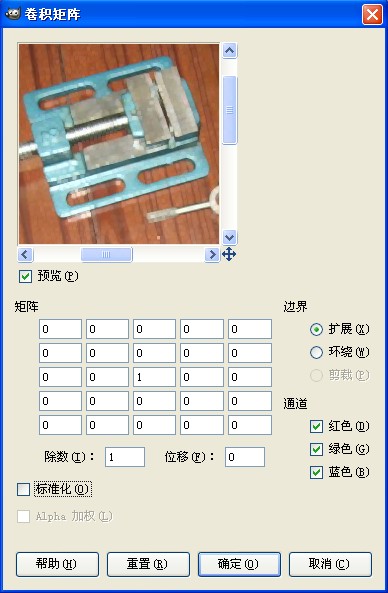 卷积矩阵
预览(P)
矩阵
0 0 0 0 0
0 0 0 0 0
0 0 1 0 0
0 0 0 0 0
0 0 0 0 0
除数(I)： 1 位移(F)： 0
标准化(O)
Alpha 加权(L)
边界
扩展(X)
环绕(W)
剪裁(P)
通道
红色(D)
绿色(G)
蓝色(B)
帮助(H) 重置(R) 确定(O) 取消(C)